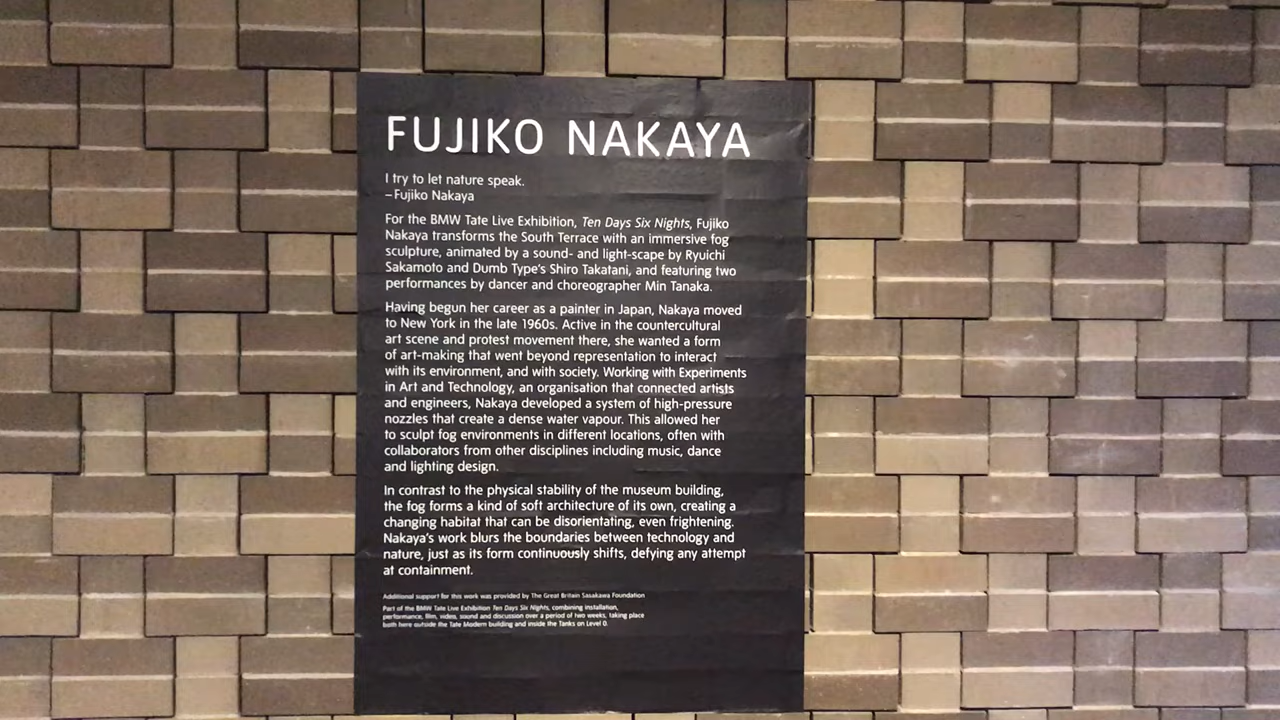 FUJIKO NAKAYA
I try to let nature speak.
– Fujiko Nakaya
For the BMW Tate Live Exhibition, Ten Days Six Nights, Fujiko
Nakaya transforms the South Terrace with an immersive fog
sculpture, animated by a sound- and light-scape by Ryuichi
Sakamoto and Dumb Type's Shiro Takatani, and featuring two
performances by dancer and choreographer Min Tanaka.
Having begun her career as a painter in Japan, Nakaya moved
to New York in the late 1960s. Active in the countercultural
art scene and protest movement there, she wanted a form
of art-making that went beyond representation to interact
with its environment, and with society. Working with Experiments
in Art and Technology, an organisation that connected artists
and engineers, Nakaya developed a system of high-pressure
nozzles that create a dense water vapour. This allowed her
to sculpt fog environments in different locations, often with
collaborators from other disciplines including music, dance
and lighting design.
In contrast to the physical stability of the museum building,
the fog forms a kind of soft architecture of its own, creating a
changing habitat that can be disorientating, even frightening.
Nakaya's work blurs the boundaries between technology and
nature, just as its form continuously shifts, defying any attempt
at containment.
Additional support for this work was provided by The Great Britain Sasakawa Foundation
Part of the BMW Tate Live Exhibition Ten Days Six Nights, combining installation,
performance, film, video, sound and discussion over a period of two weeks, taking place
both here outside the Tate Modern building and inside the Tanks on Level 0.